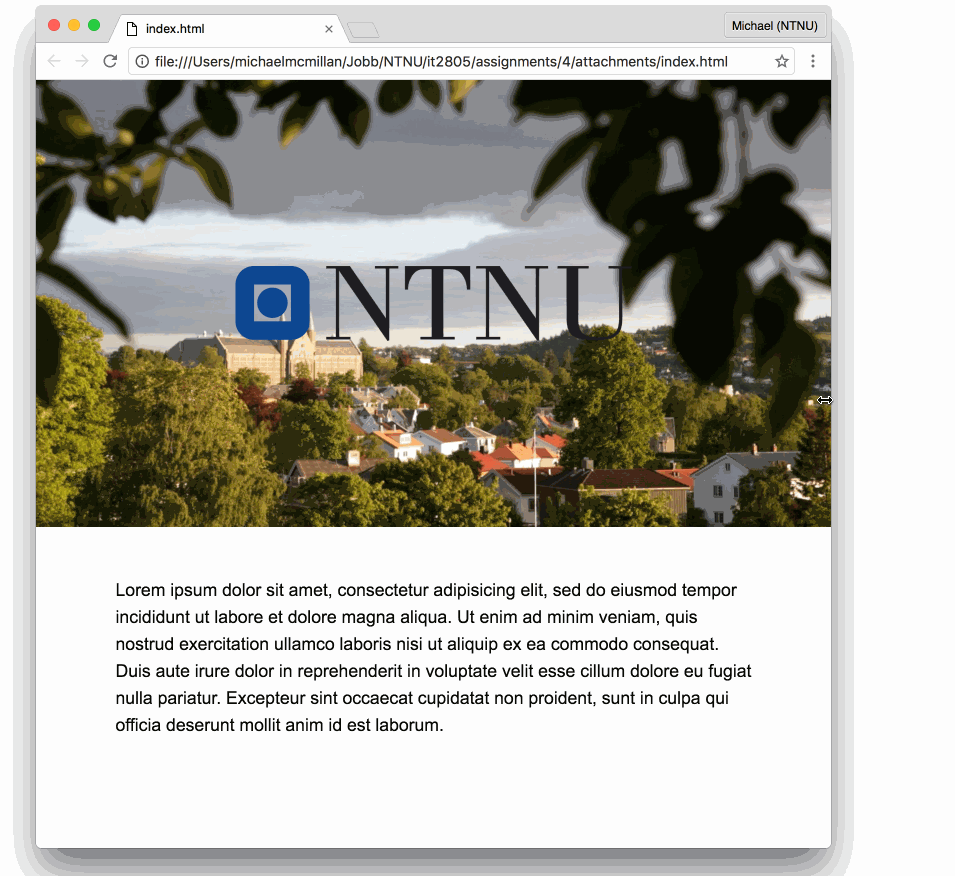 index.html
Michael (NTNU)
file:///Users/michaelmcmillan/Jobb/NTNU/it2805/assignments/4/attachments/index.html
NTNU
Lorem ipsum dolor sit amet, consectetur adipisicing elit, sed do eiusmod tempor
incididunt ut labore et dolore magna aliqua. Ut enim ad minim veniam, quis
nostrud exercitation ullamco laboris nisi ut aliquip ex ea commodo consequat.
Duis aute irure dolor in reprehenderit in voluptate velit esse cillum dolore eu fugiat
nulla pariatur. Excepteur sint occaecat cupidatat non proident, sunt in culpa qui
officia deserunt mollit anim id est laborum.